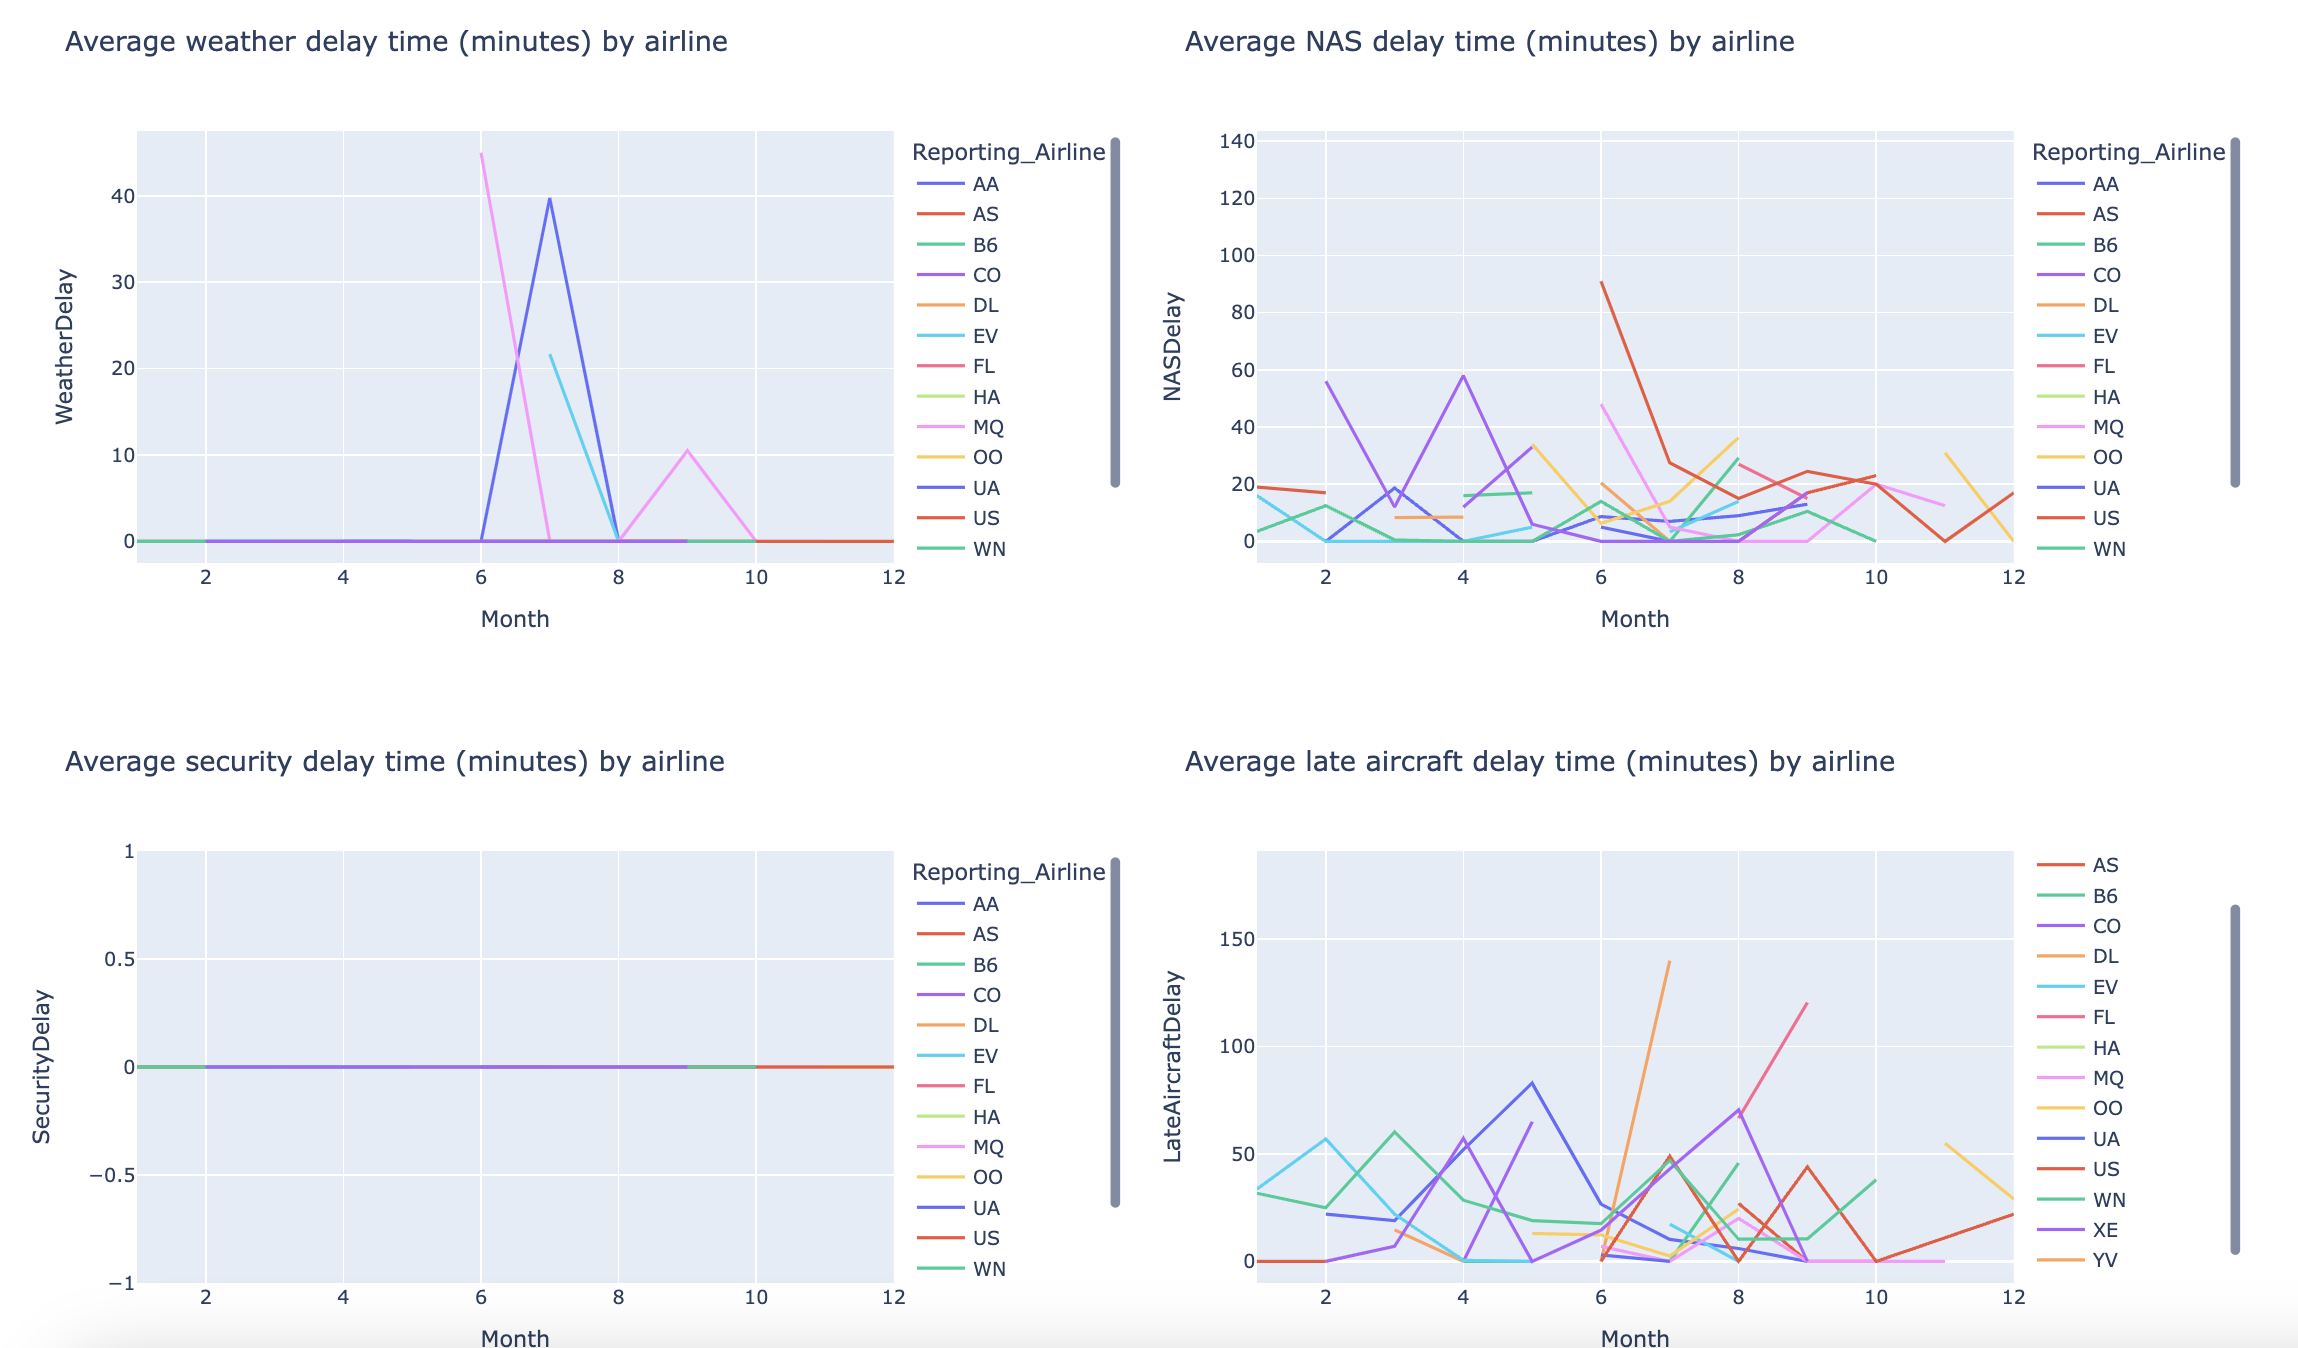 Average weather delay time (minutes) by airline
WeatherDelay
40
30
20
10
0
2 4 6 8 10 12
Month
Reporting_Airline
AA
AS
B6
CO
DL
EV
FL
HA
MQ
OO
UA
US
WN
Average NAS delay time (minutes) by airline
NASDelay
140
120
100
80
60
40
20
0
2 4 6 8 10 12
Month
Reporting_Airline
AA
AS
B6
CO
DL
EV
FL
HA
MQ
OO
UA
US
WN
Average security delay time (minutes) by airline
SecurityDelay
1
0.5
0
−0.5
−1
2 4 6 8 10 12
Month
Reporting_Airline
AA
AS
B6
CO
DL
EV
FL
HA
MQ
OO
UA
US
WN
Average late aircraft delay time (minutes) by airline
LateAircraftDelay
150
100
50
0
2 4 6 8 10 12
Month
AS
B6
CO
DL
EV
FL
HA
MQ
OO
UA
US
WN
XE
YV